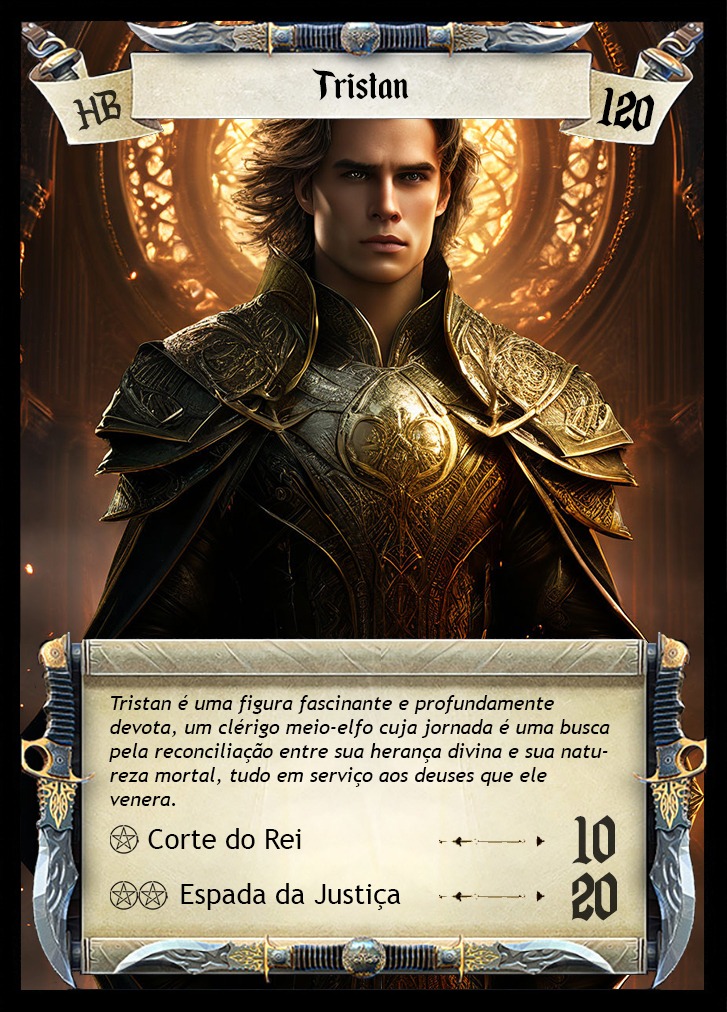 Tristan
HB
120
Tristan é uma figura fascinante e profundamente
devota, um clérigo meio-elfo cuja jornada é uma busca
pela reconciliação entre sua herança divina e sua natu-
reza mortal, tudo em serviço aos deuses que ele
venera.
Corte do Rei 10
Espada da Justiça 20